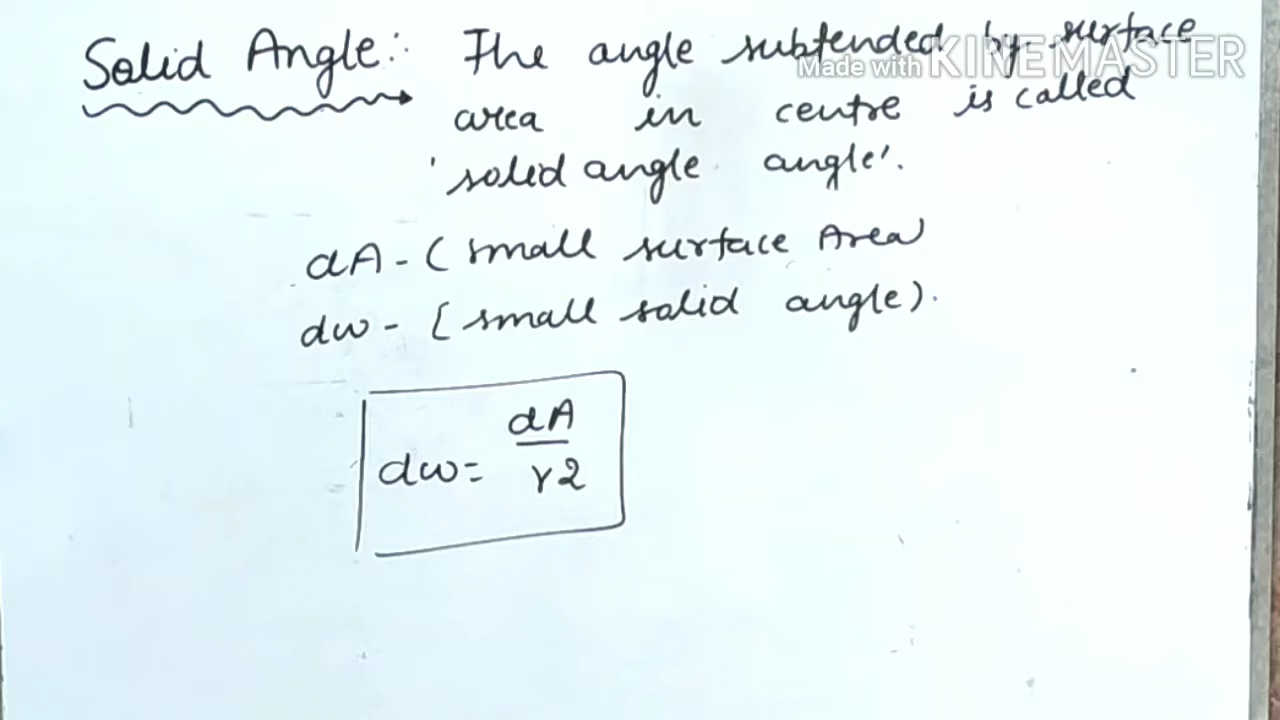 Solid Angle:- The angle subtended by surface
Made with KINEMASTER
area in centre is called
'solid angle angle'.
dA - ( small surface Area
dw - [ small solid angle).
dw = dA
r2